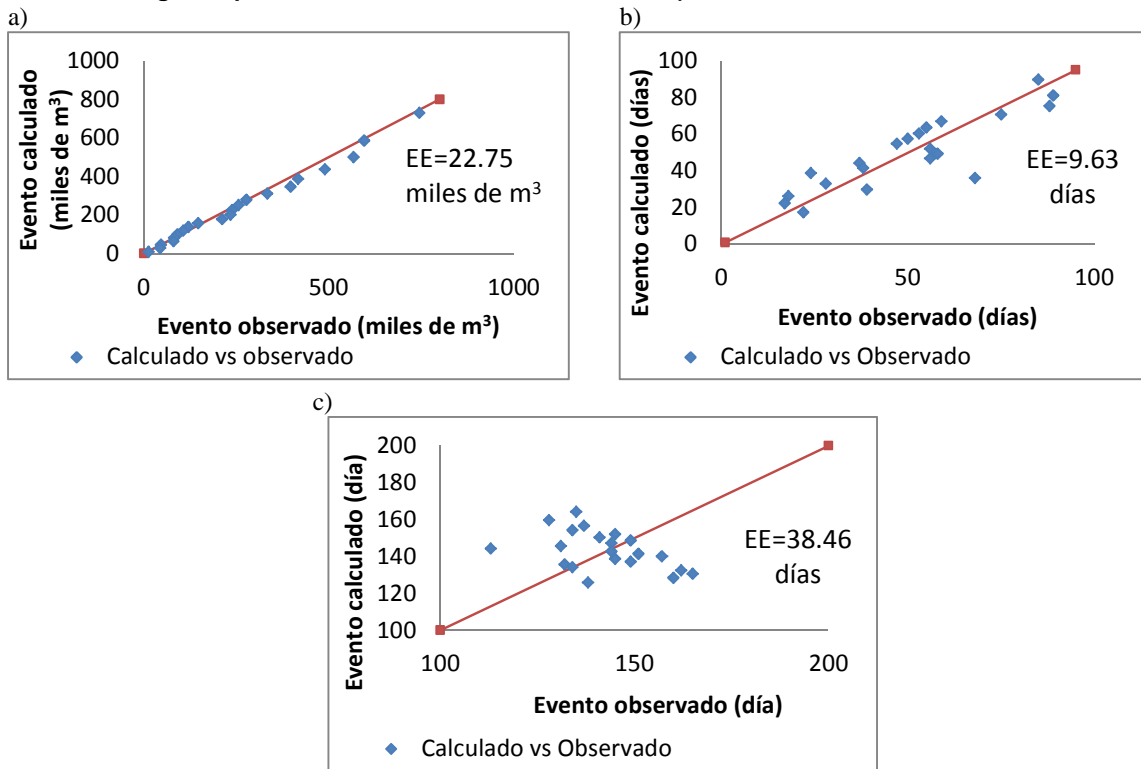 a)
1000
800
600
400
200
0
0
500
1000
Evento calculado
(miles de m³)
EE=22.75
miles de m³
Evento observado (miles de m³)
Calculado vs observado
b)
100
80
60
40
20
0
0
50
100
Evento calculado (días)
EE=9.63
días
Evento observado (días)
Calculado vs Observado
c)
200
180
160
140
120
100
100
150
200
Evento calculado (día)
EE=38.46
días
Evento observado (día)
Calculado vs Observado